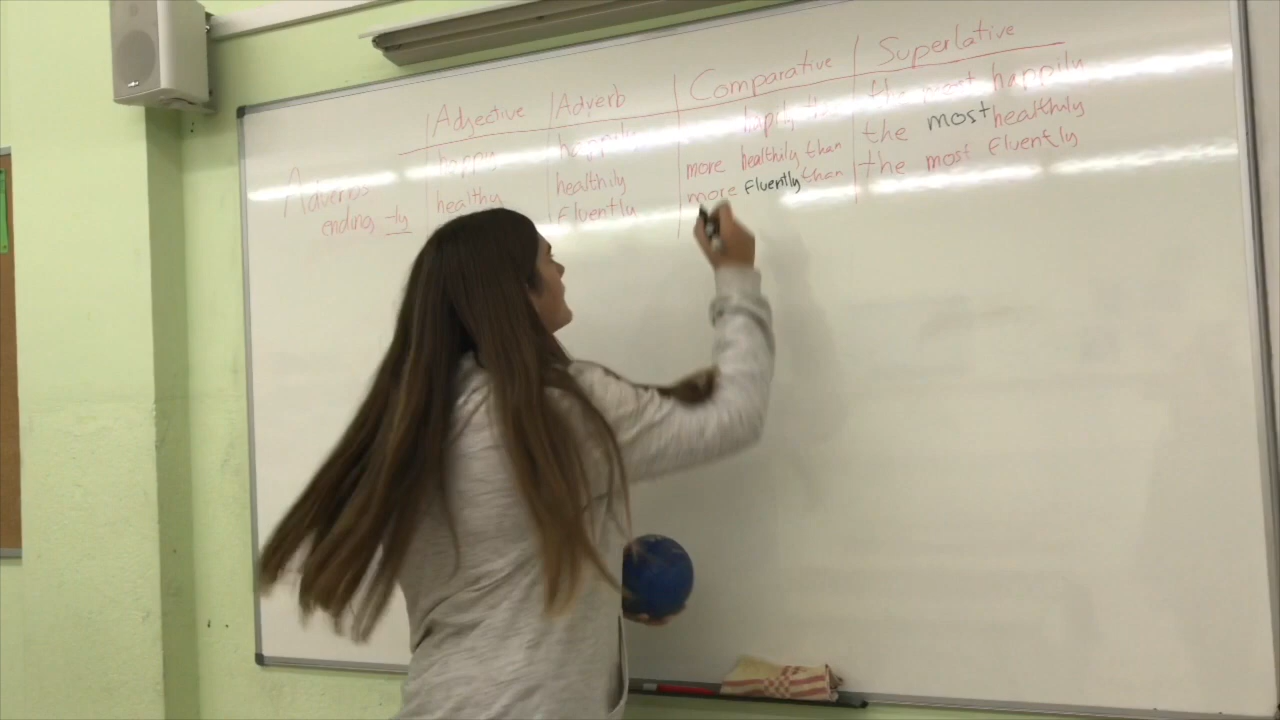 Adjective Adverb Comparative Superlative
happy happily happily the most happily
Adverbs healthy healthily more healthily than the most healthily
ending -ly Fluently more Fluently than the most Fluently